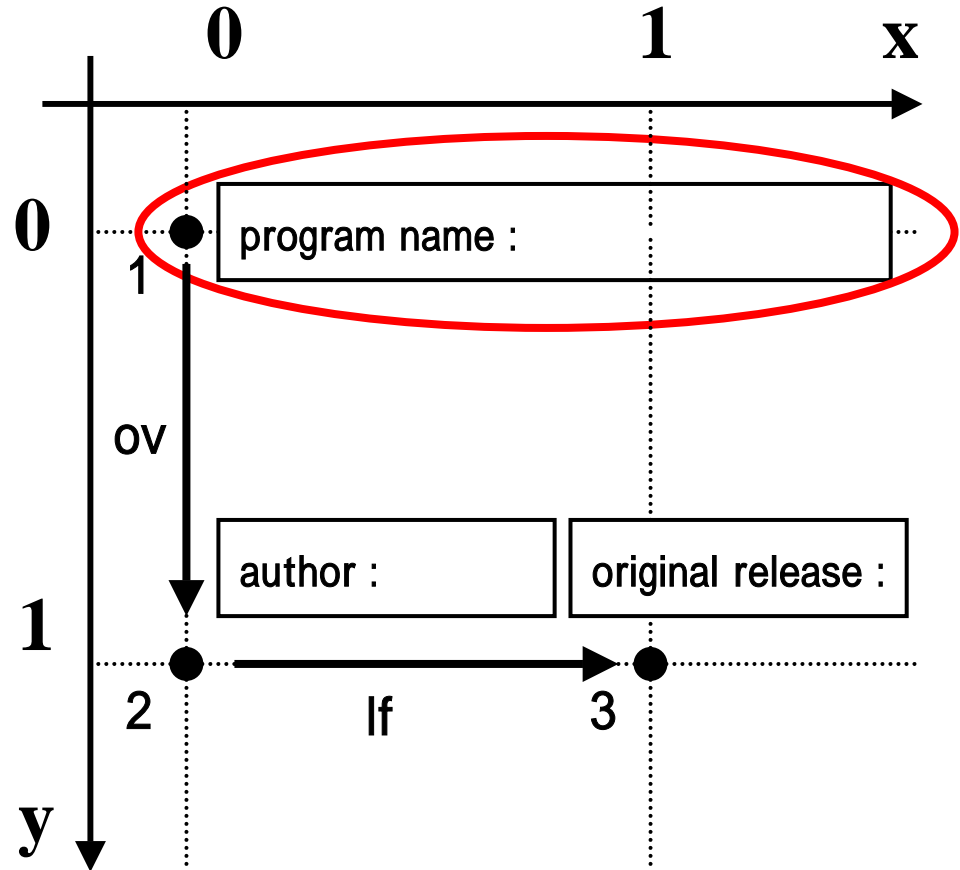 0 1 x
0
program name :
1
ov
author :
original release :
1
2
lf
3
y